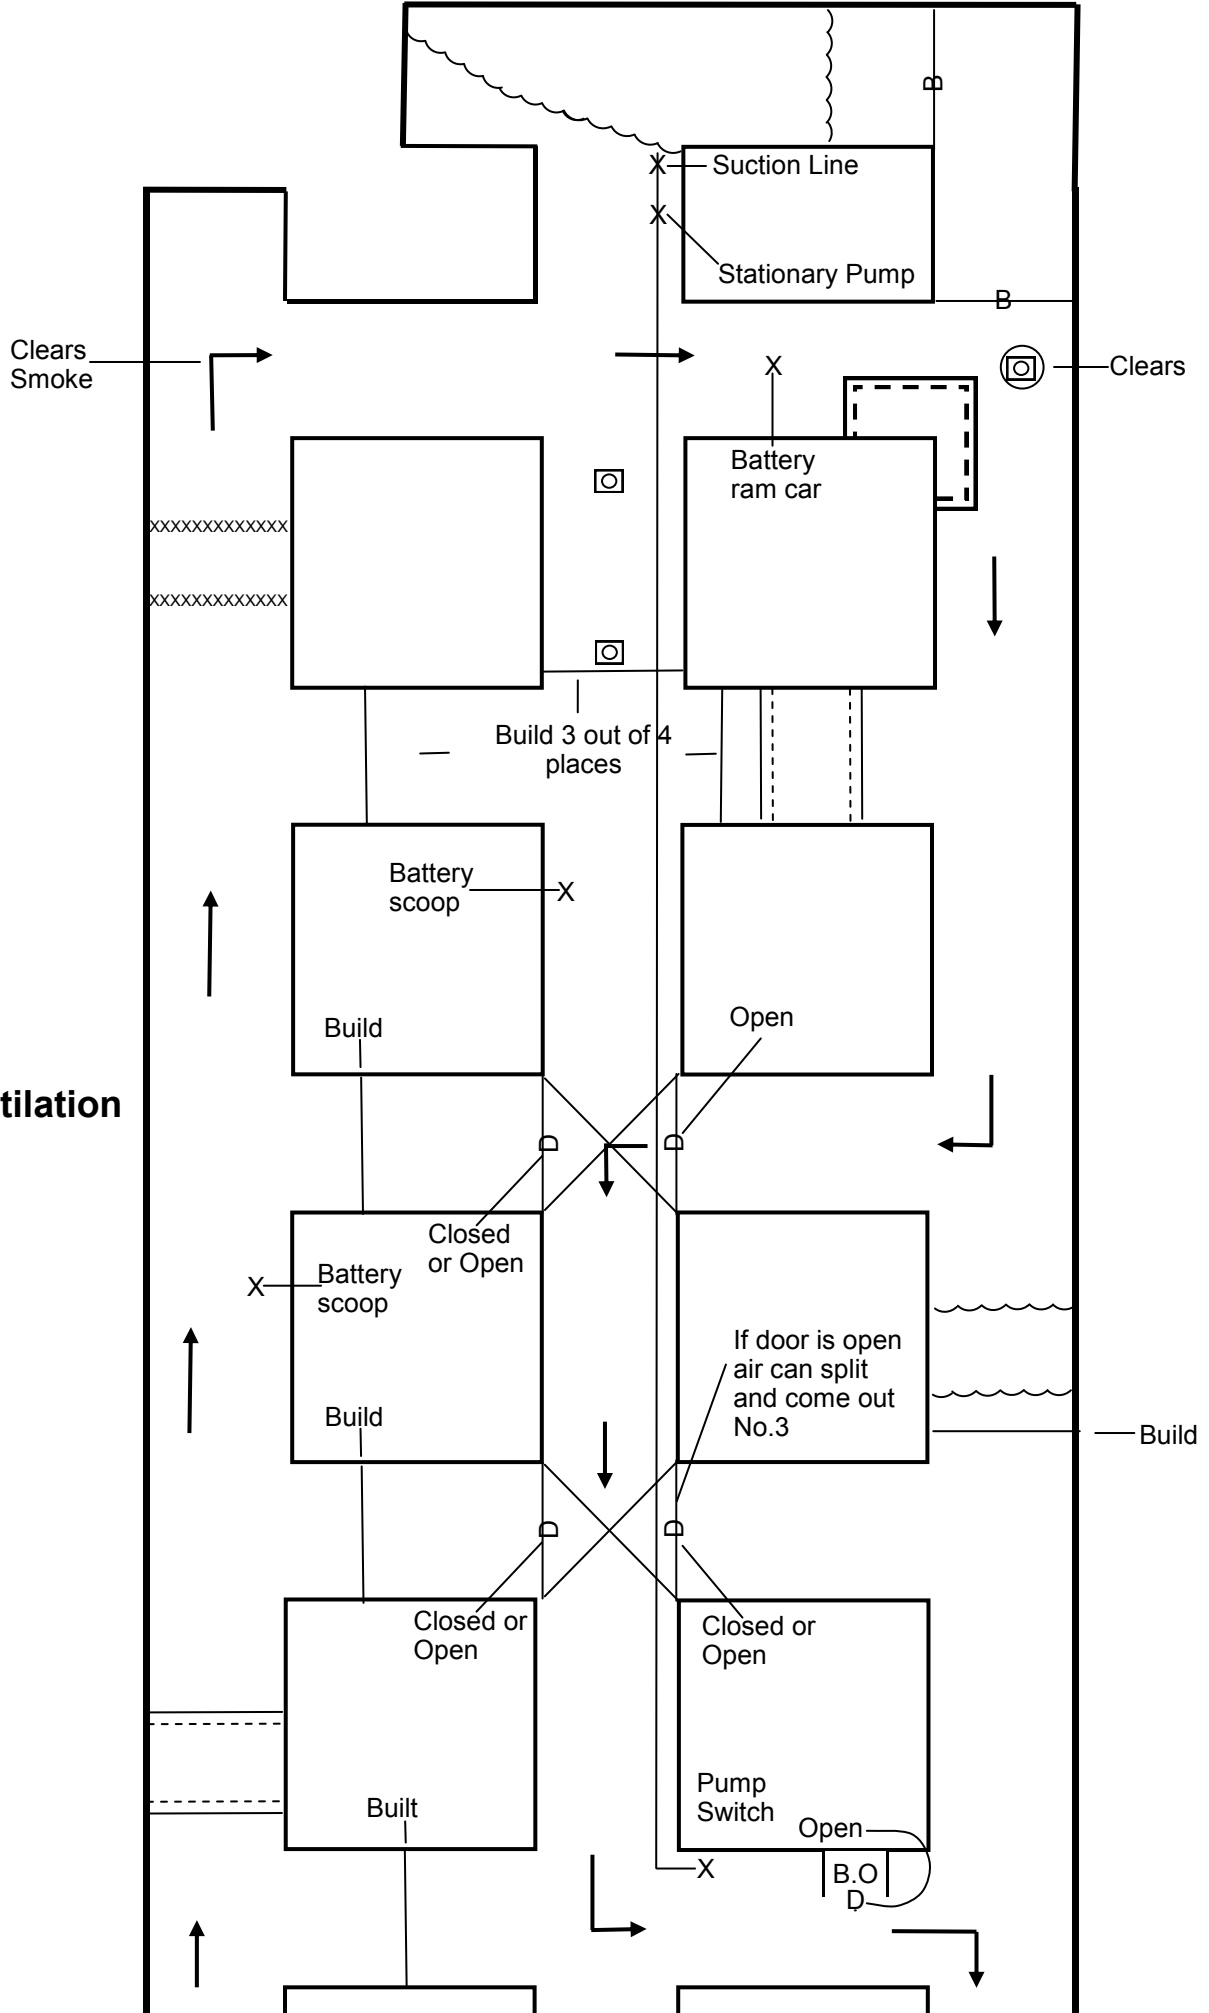 B
X
Suction Line
X
Stationary Pump
B
Clears
Smoke
X
Clears
Battery
ram car
xxxxxxxxxxxxx
xxxxxxxxxxxxx
Build 3 out of 4
places
Battery
scoop
X
Build
Open
tilation
D
D
Closed
or Open
X
Battery
scoop
If door is open
air can split
and come out
No.3
Build
Build
D
D
Closed or
Open
Closed or
Open
Pump
Switch
Built
Open
X
B.O
D